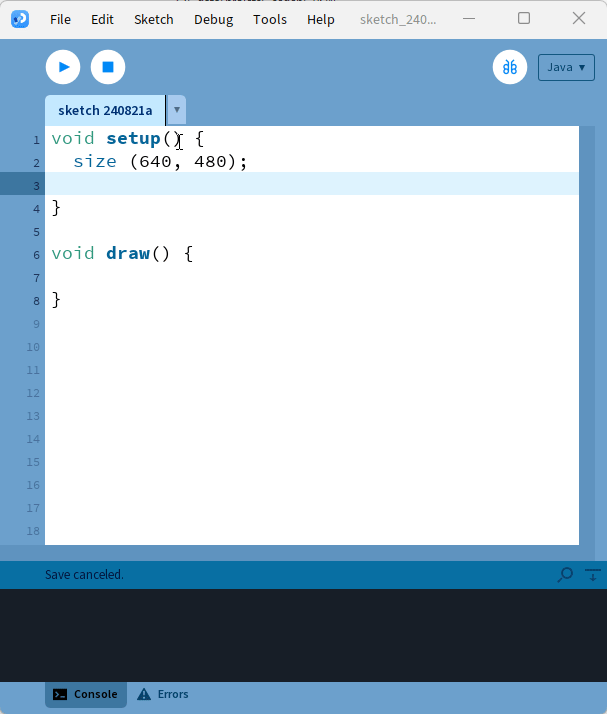 File Edit Sketch Debug Tools Help sketch_240...
Java
sketch 240821a
1 void setup() {
2 size (640, 480);
3
4 }
5
6 void draw() {
7
8 }
9
10
11
12
13
14
15
16
17
18
Save canceled.
Console Errors